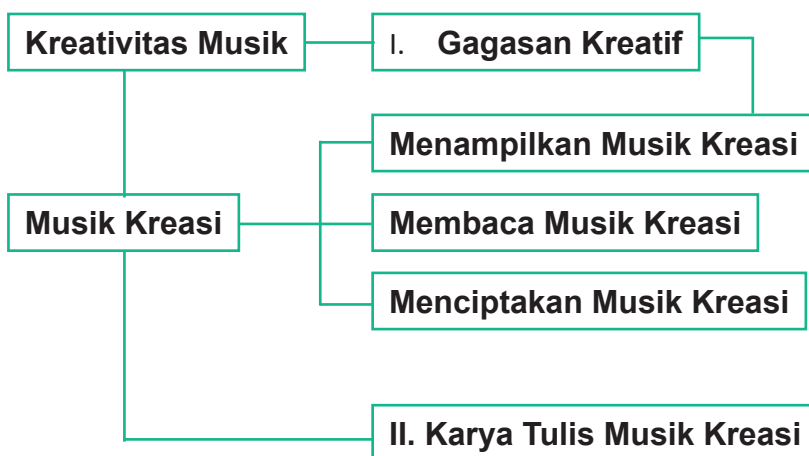 Kreativitas Musik
I. Gagasan Kreatif
Menampilkan Musik Kreasi
Musik Kreasi
Membaca Musik Kreasi
Menciptakan Musik Kreasi
II. Karya Tulis Musik Kreasi